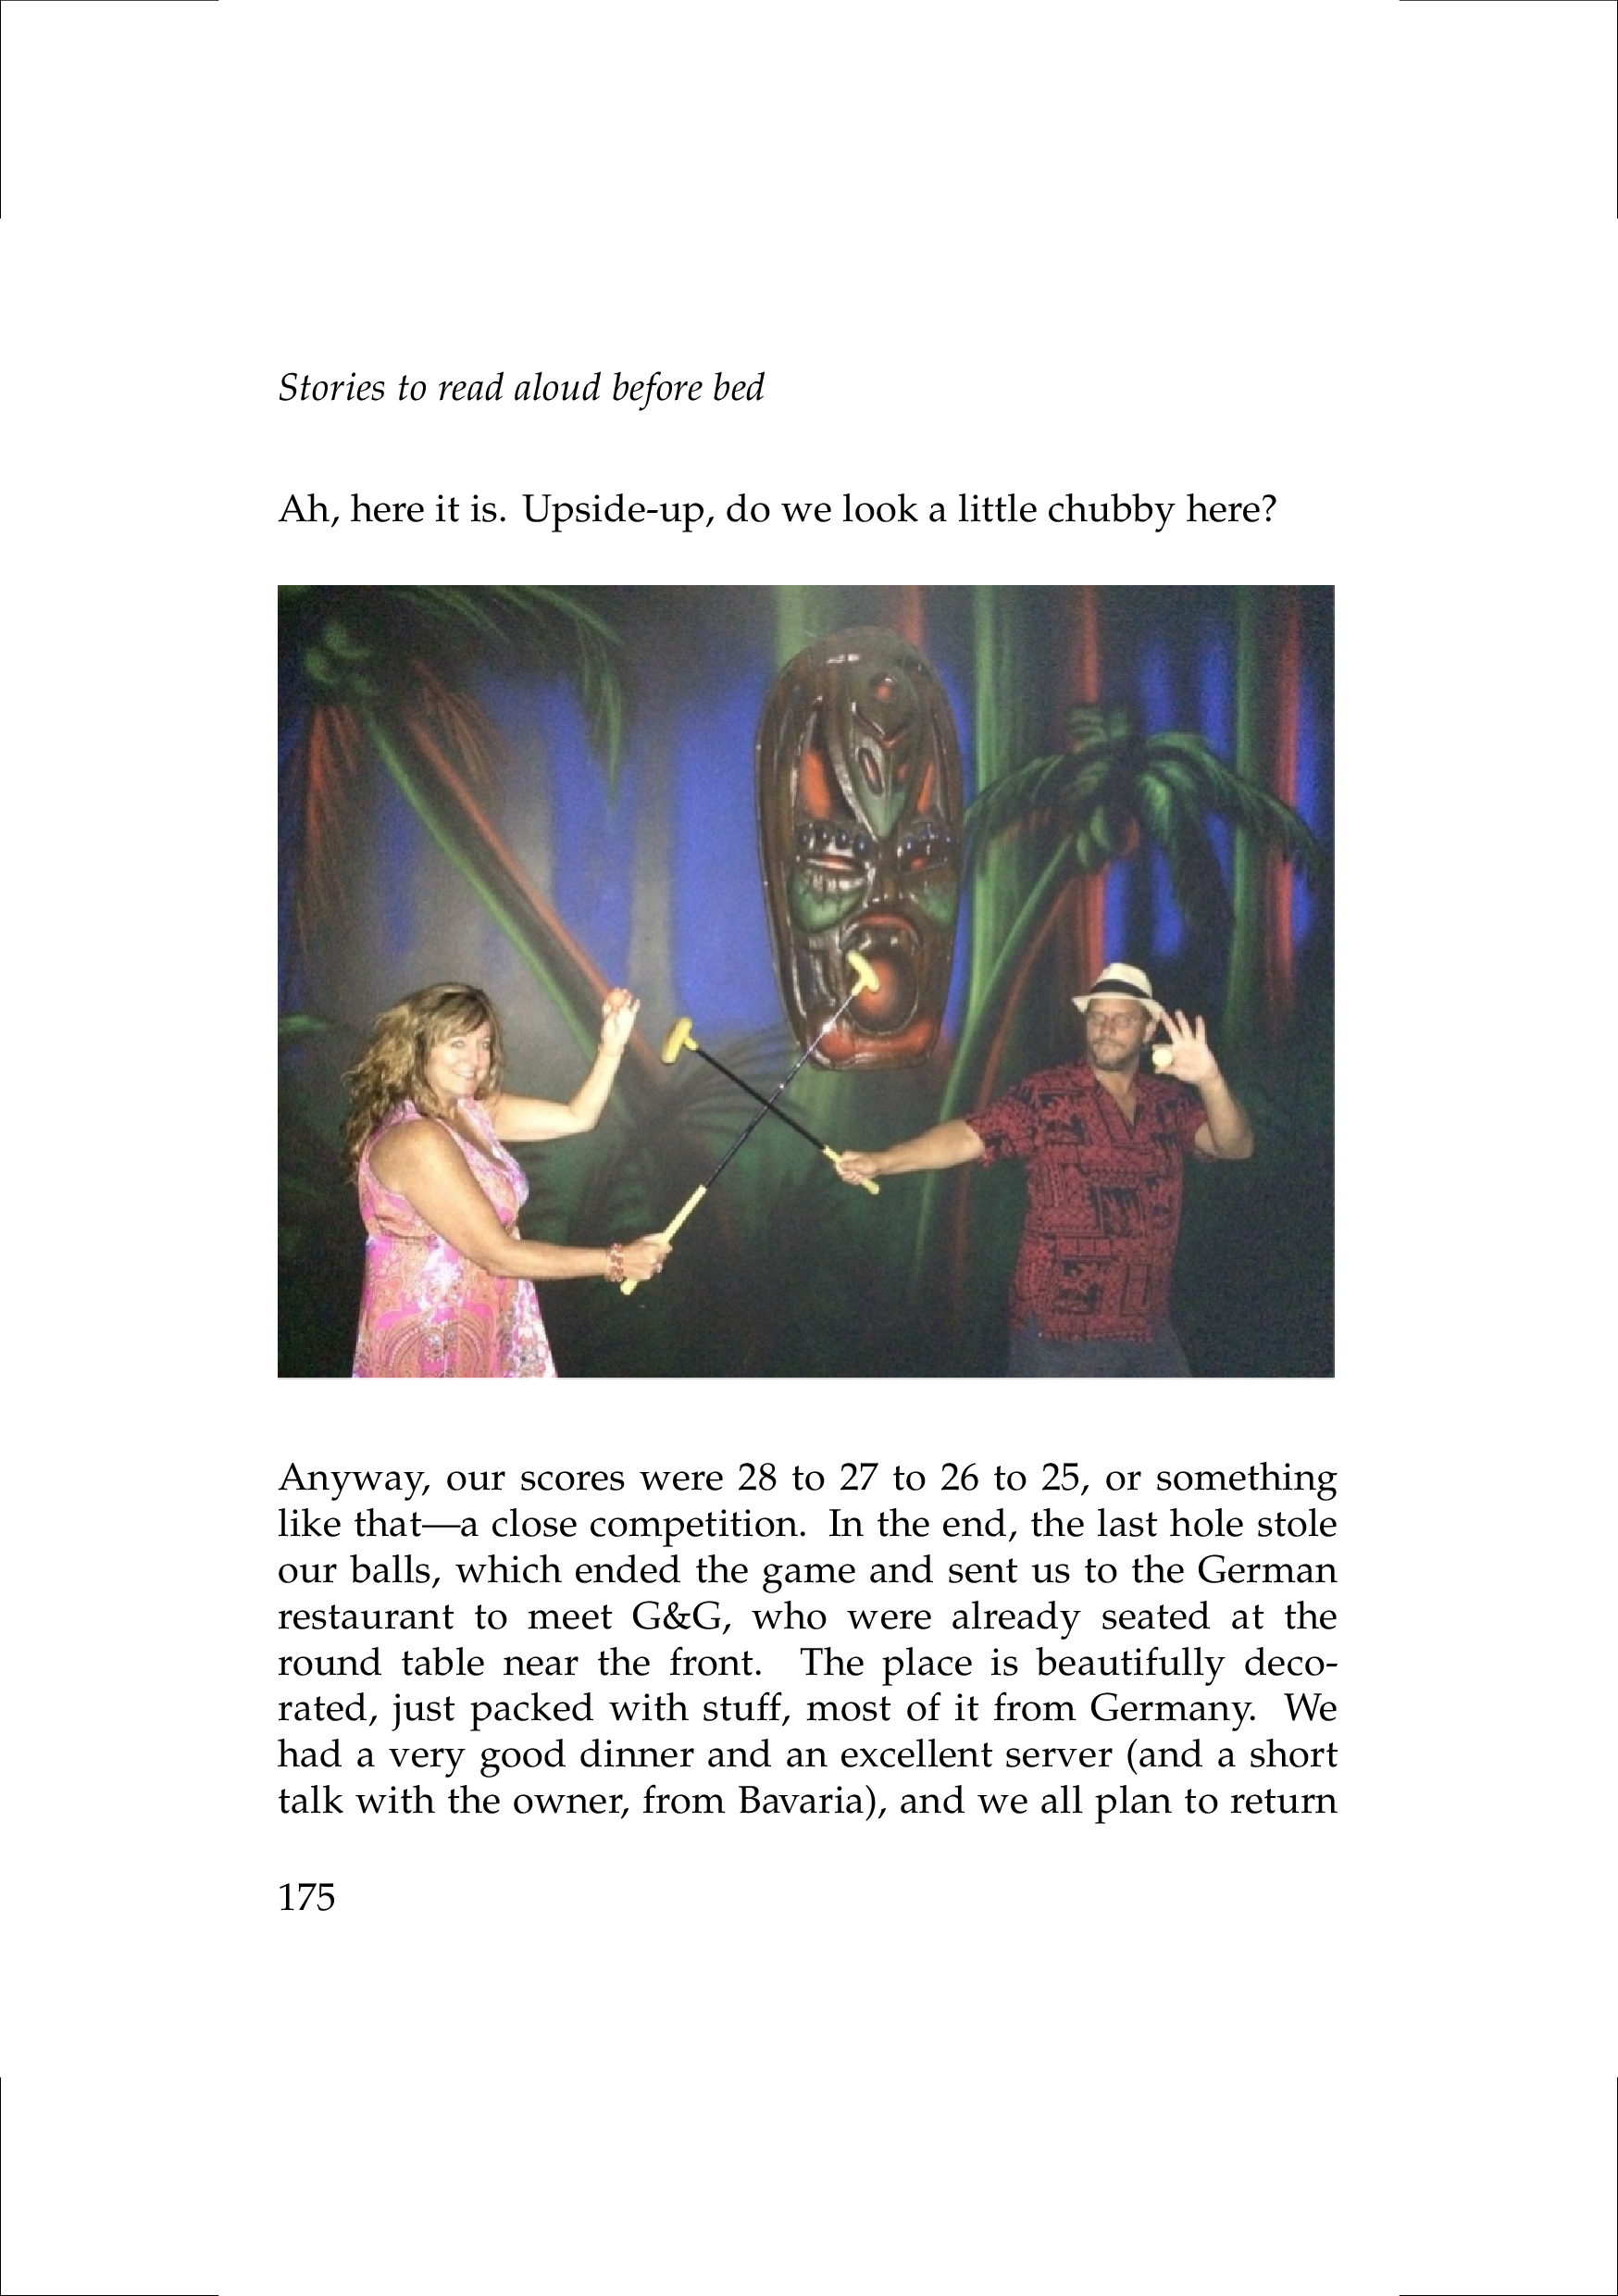 Stories to read aloud before bed
Ah, here it is. Upside-up, do we look a little chubby here?
Anyway, our scores were 28 to 27 to 26 to 25, or something
like that—a close competition. In the end, the last hole stole
our balls, which ended the game and sent us to the German
restaurant to meet G&G, who were already seated at the
round table near the front. The place is beautifully deco-
rated, just packed with stuff, most of it from Germany. We
had a very good dinner and an excellent server (and a short
talk with the owner, from Bavaria), and we all plan to return
175